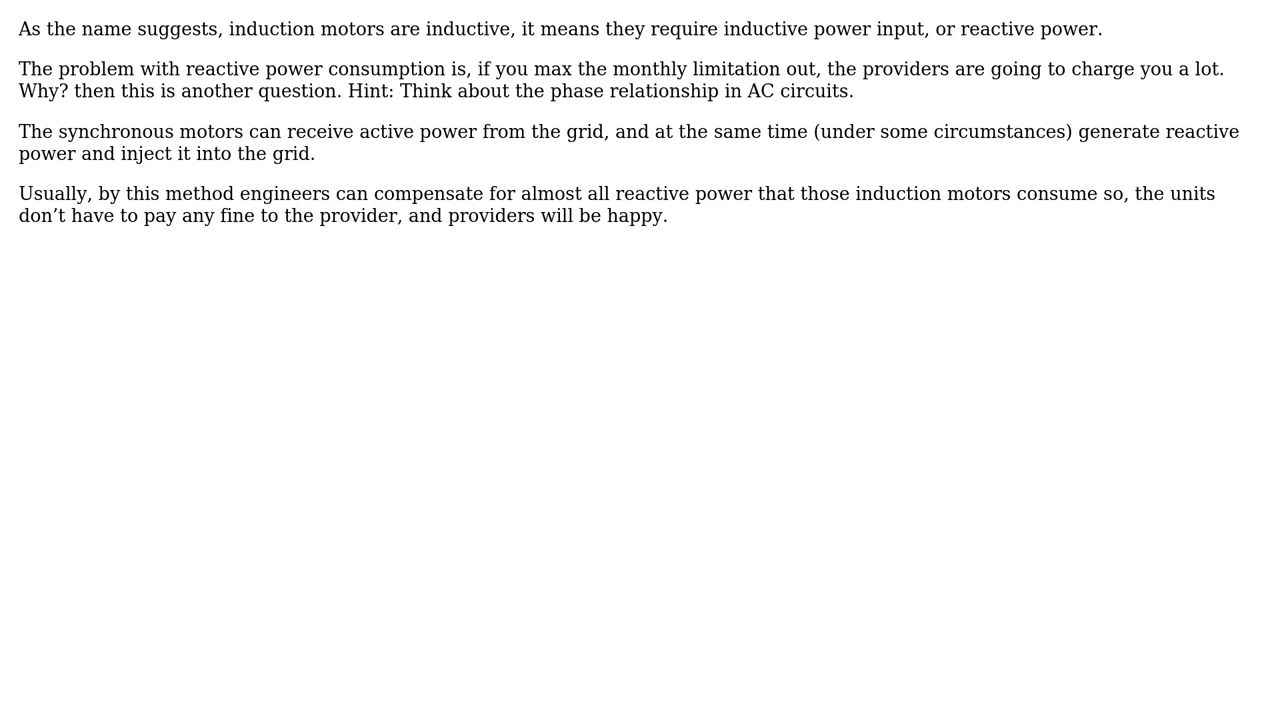 As the name suggests, induction motors are inductive, it means they require inductive power input, or reactive power.
The problem with reactive power consumption is, if you max the monthly limitation out, the providers are going to charge you a lot.
Why? then this is another question. Hint: Think about the phase relationship in AC circuits.
The synchronous motors can receive active power from the grid, and at the same time (under some circumstances) generate reactive
power and inject it into the grid.
Usually, by this method engineers can compensate for almost all reactive power that those induction motors consume so, the units
don’t have to pay any fine to the provider, and providers will be happy.